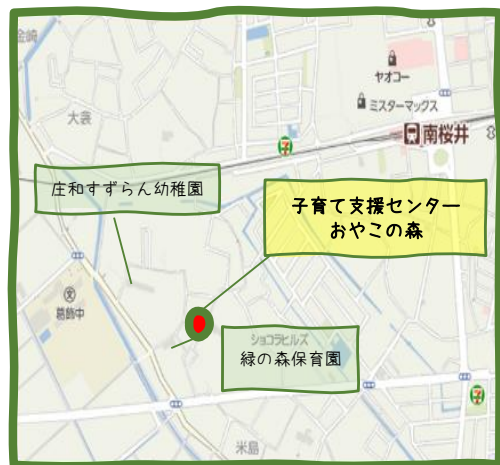 金崎
ヤオコー
ミスターマックス
大衾
南桜井
庄和すずらん幼稚園
子育て支援センター
おやこの森
文
葛飾中
ショコラヒルズ
緑の森保育園
米島